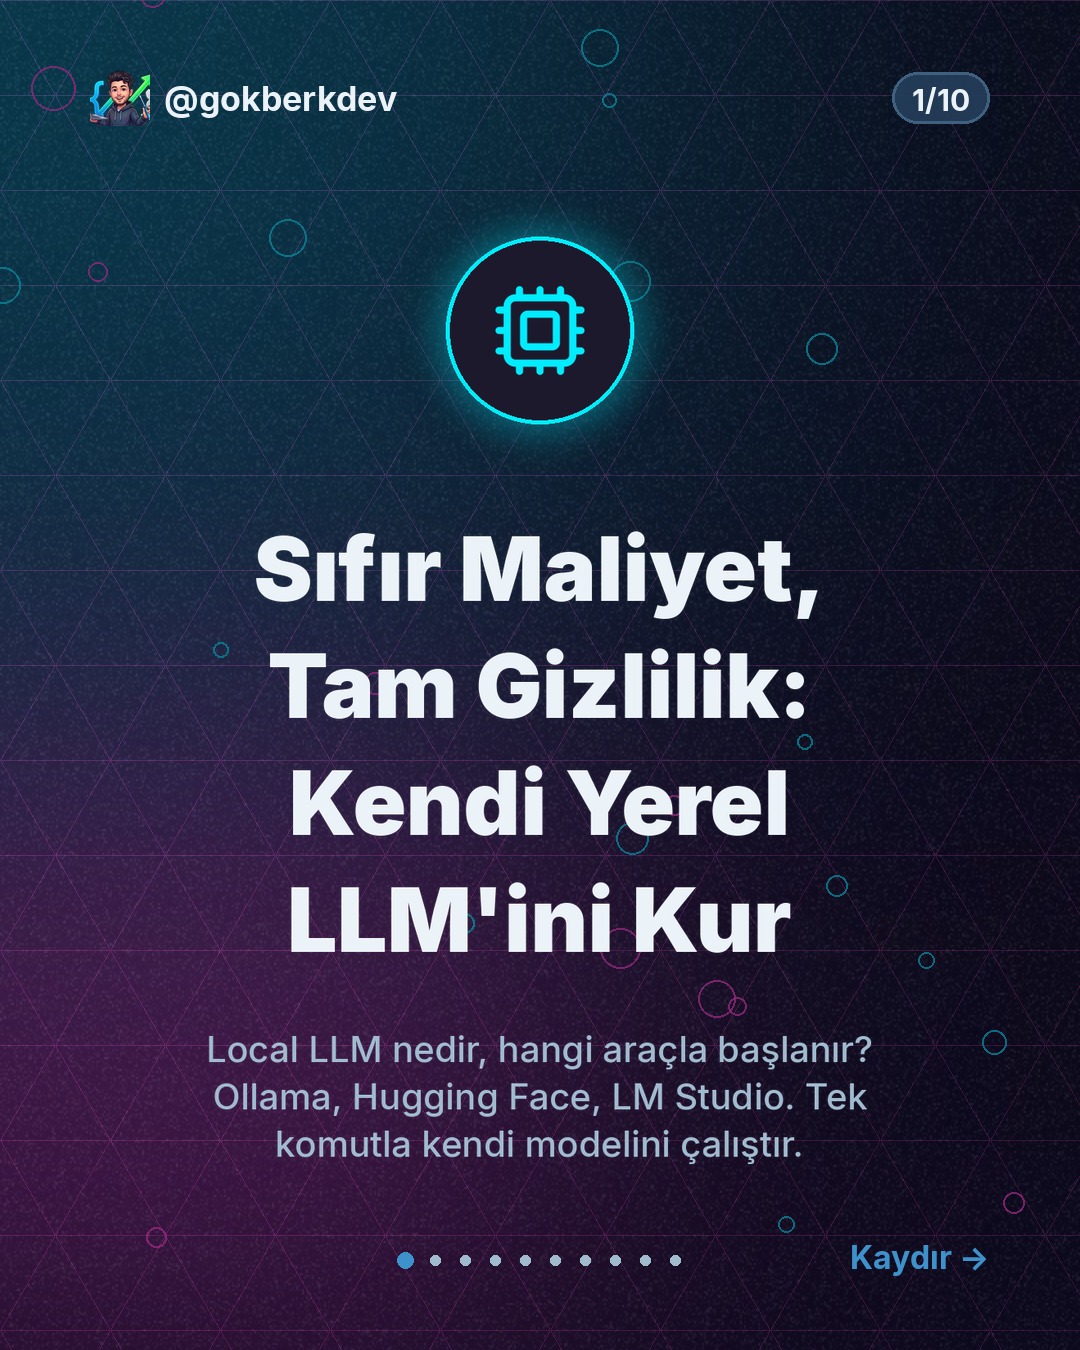 @gokberkdev
1/10
Sıfır Maliyet,
Tam Gizlilik:
Kendi Yerel
LLM'ini Kur
Local LLM nedir, hangi araçla başlanır?
Ollama, Hugging Face, LM Studio. Tek
komutla kendi modelini çalıştır.
Kaydır →